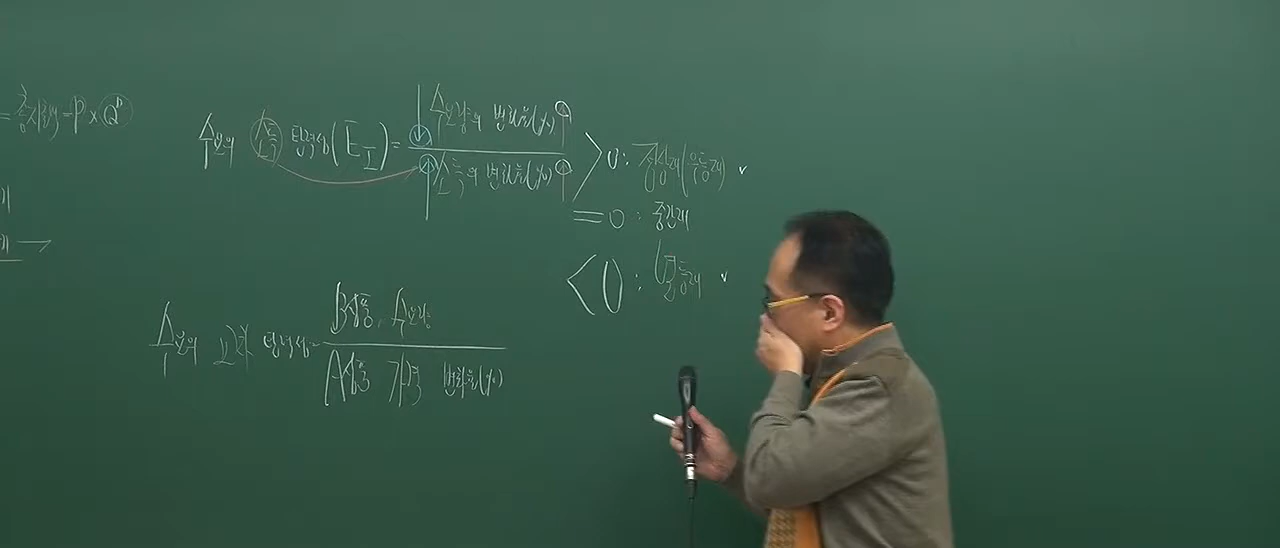 = 총지출액 = P × Qᴰ
수요의 소득 탄력성(E_I) = 수요량의 변화율(%)
소득의 변화율(%)
> 0 : 정상재(우등재) v
= 0 : 중간재
< 0 : 열등재 v
수요의 교차 탄력성 = B상품 수요량
A상품 가격 변화율(%)